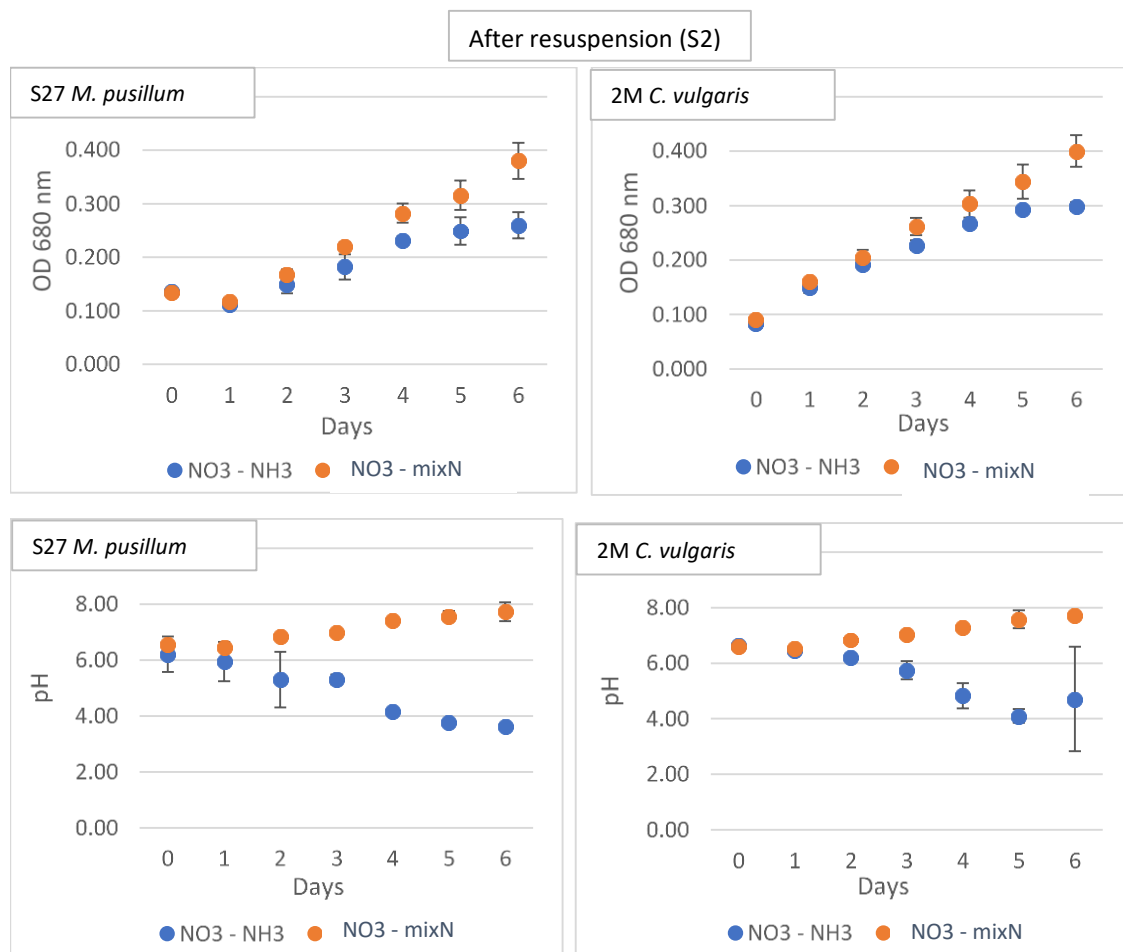 After resuspension (S2)
S27 M. pusillum
0.400
0.300
0.200
0.100
0.000
OD 680 nm
0 1 2 3 4 5 6
Days
NO3 - NH3 NO3 - mixN
2M C. vulgaris
0.400
0.300
0.200
0.100
0.000
OD 680 nm
0 1 2 3 4 5 6
Days
NO3 - NH3 NO3 - mixN
S27 M. pusillum
8.00
6.00
4.00
2.00
0.00
pH
0 1 2 3 4 5 6
Days
NO3 - NH3 NO3 - mixN
2M C. vulgaris
8.00
6.00
4.00
2.00
0.00
pH
0 1 2 3 4 5 6
Days
NO3 - NH3 NO3 - mixN